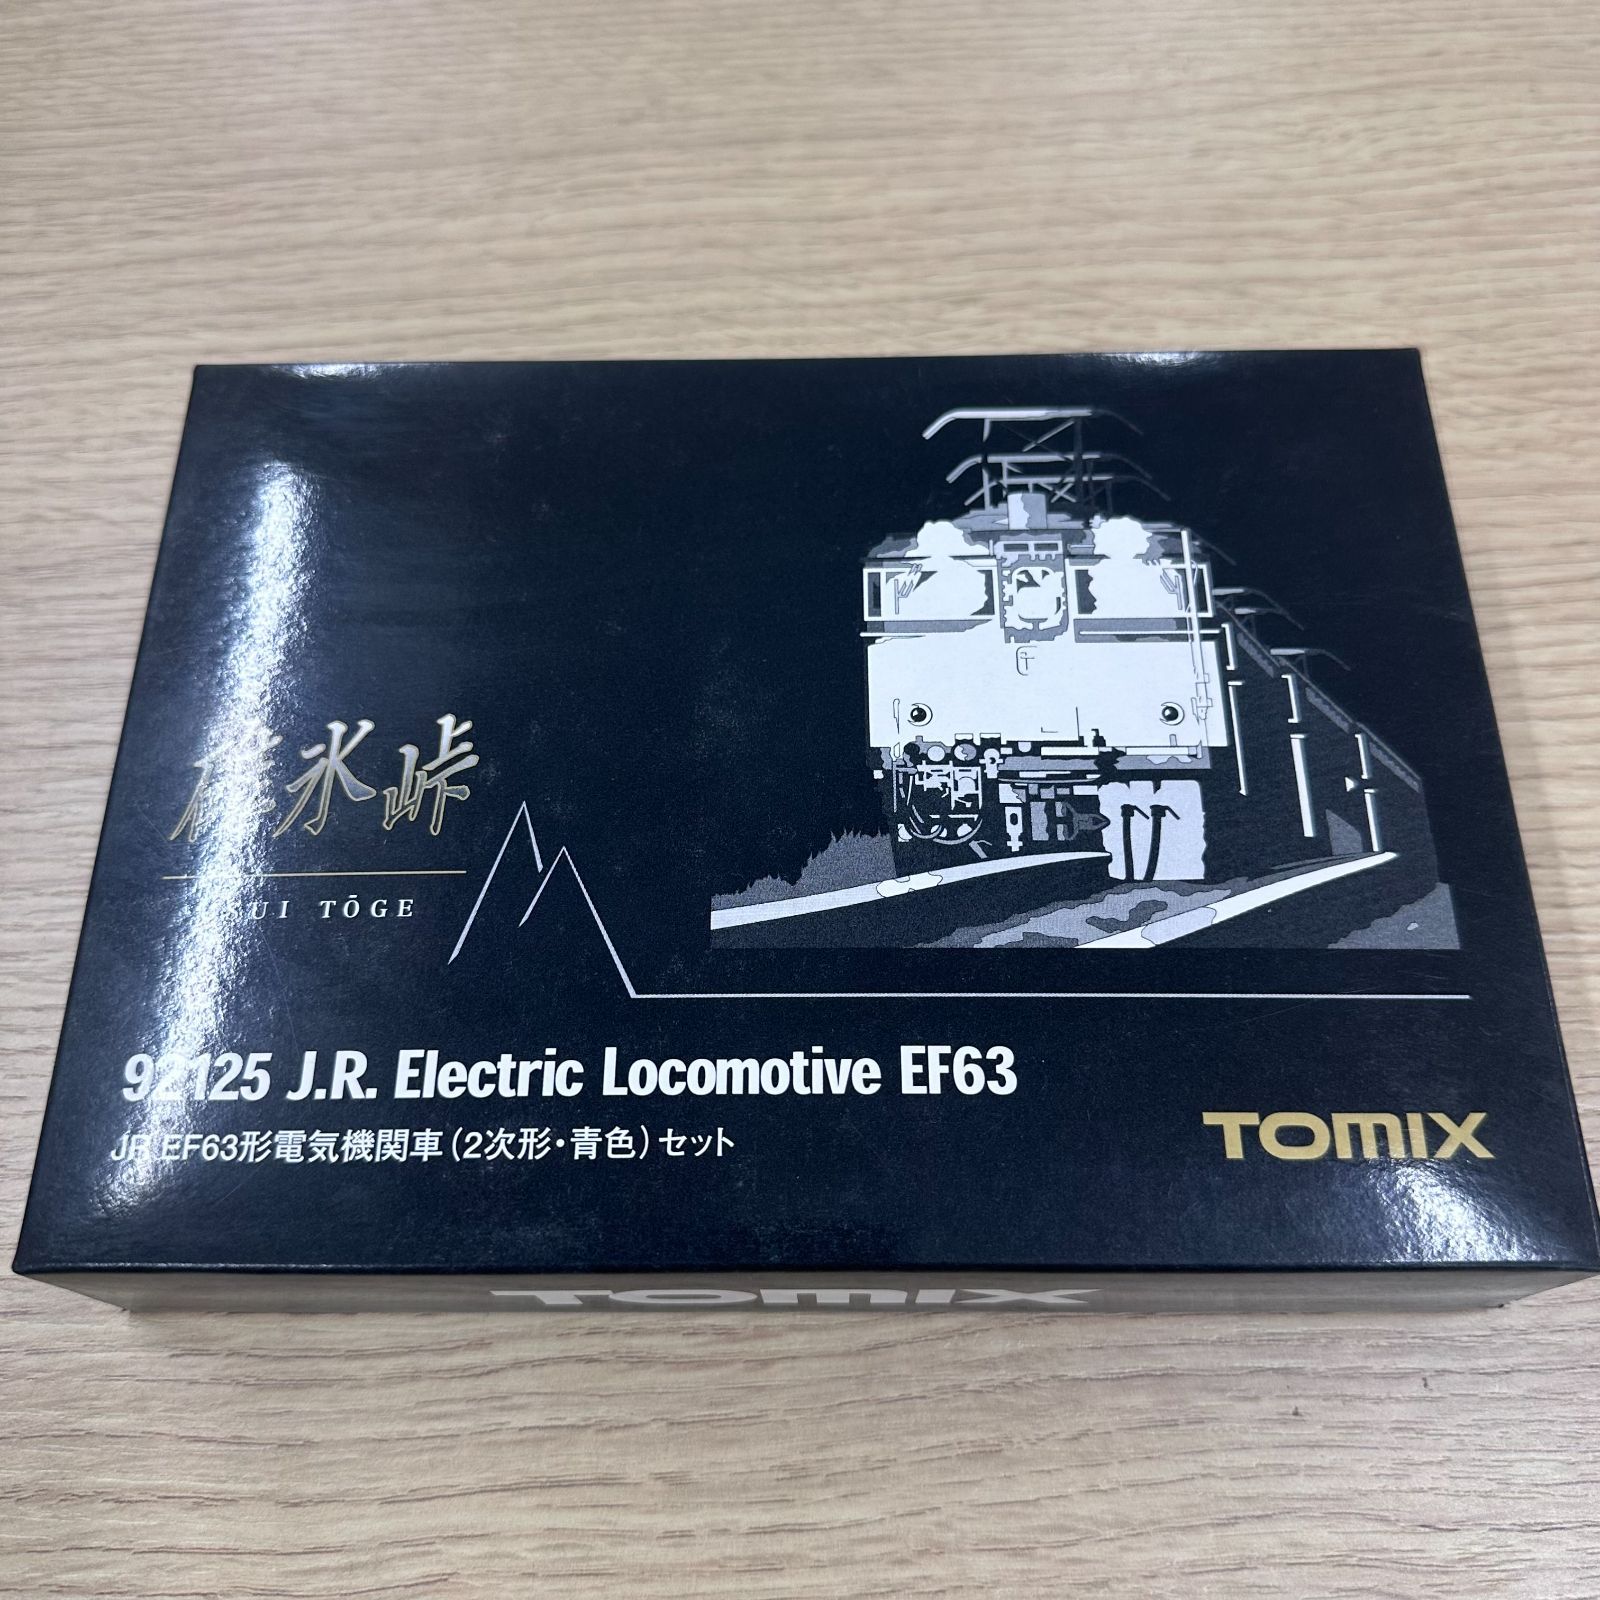 碓氷峠
USUI TŌGE
92125 J.R. Electric Locomotive EF63
JR EF63形電気機関車(2次形・青色)セット
TOMIX
TOMIX